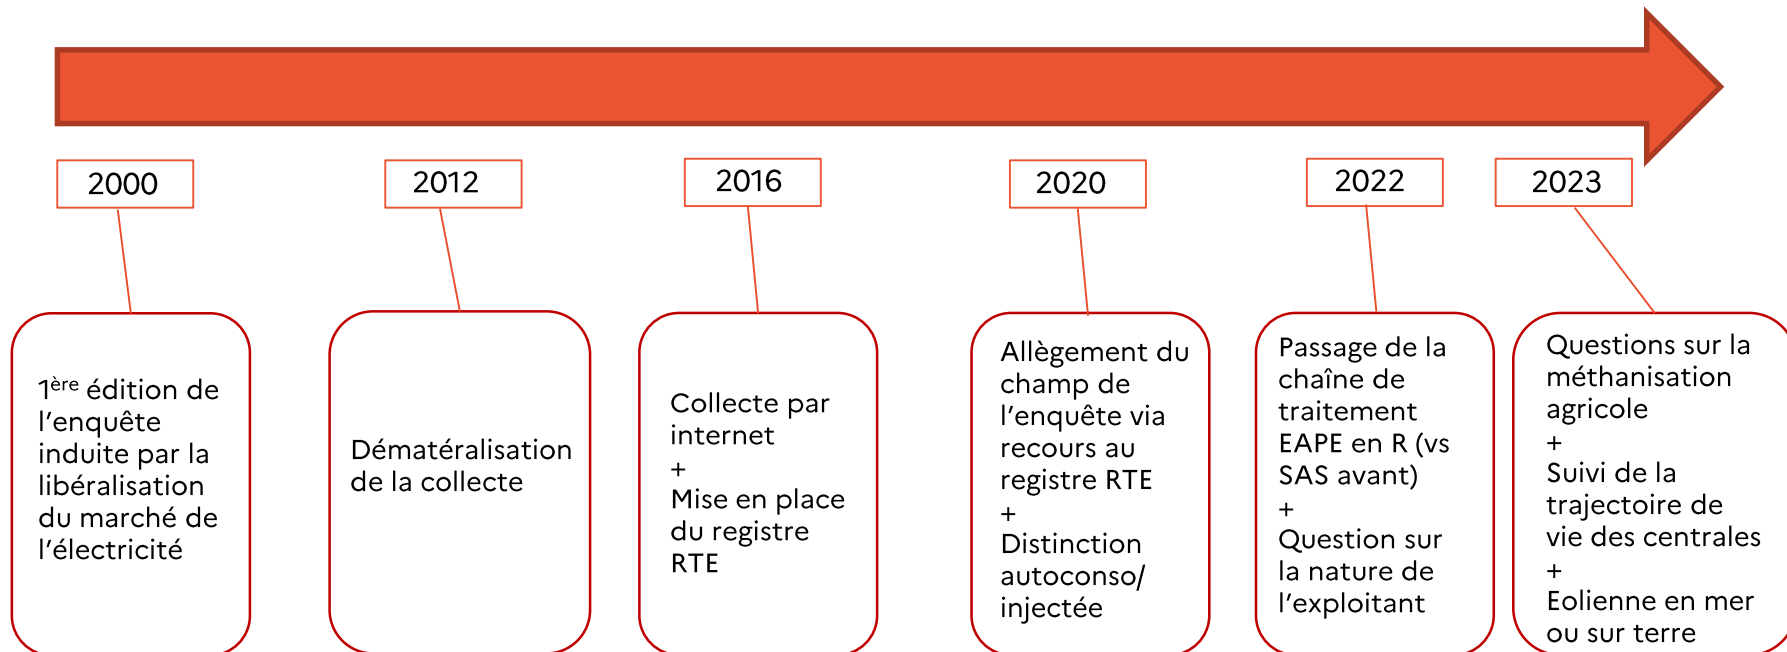 2000
2012
2016
2020
2022
2023
1ère édition de
l'enquête
induite par la
libéralisation
du marché de
l'électricité
Dématéralisation
de la collecte
Collecte par
internet
+
Mise en place
du registre
RTE
Allègement du
champ de
l'enquête via
recours au
registre RTE
+
Distinction
autoconso/
injectée
Passage de la
chaîne de
traitement
EAPE en R (vs
SAS avant)
+
Question sur
la nature de
l'exploitant
Questions sur la
méthanisation
agricole
+
Suivi de la
trajectoire de
vie des centrales
+
Eolienne en mer
ou sur terre